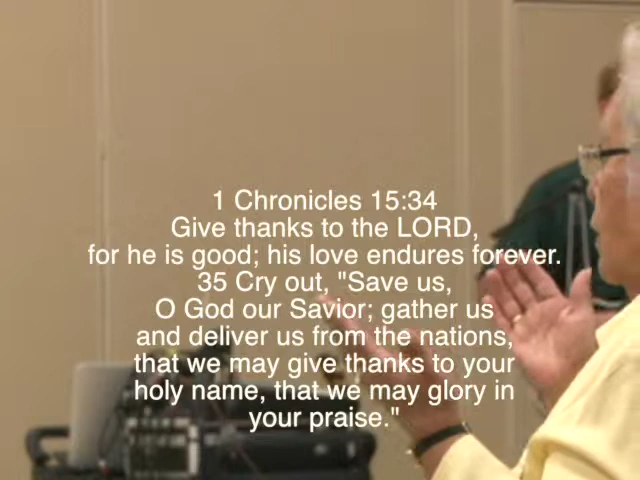 1 Chronicles 15:34
Give thanks to the LORD,
for he is good; his love endures forever.
35 Cry out, "Save us,
O God our Savior; gather us
and deliver us from the nations,
that we may give thanks to your
holy name, that we may glory in
your praise."